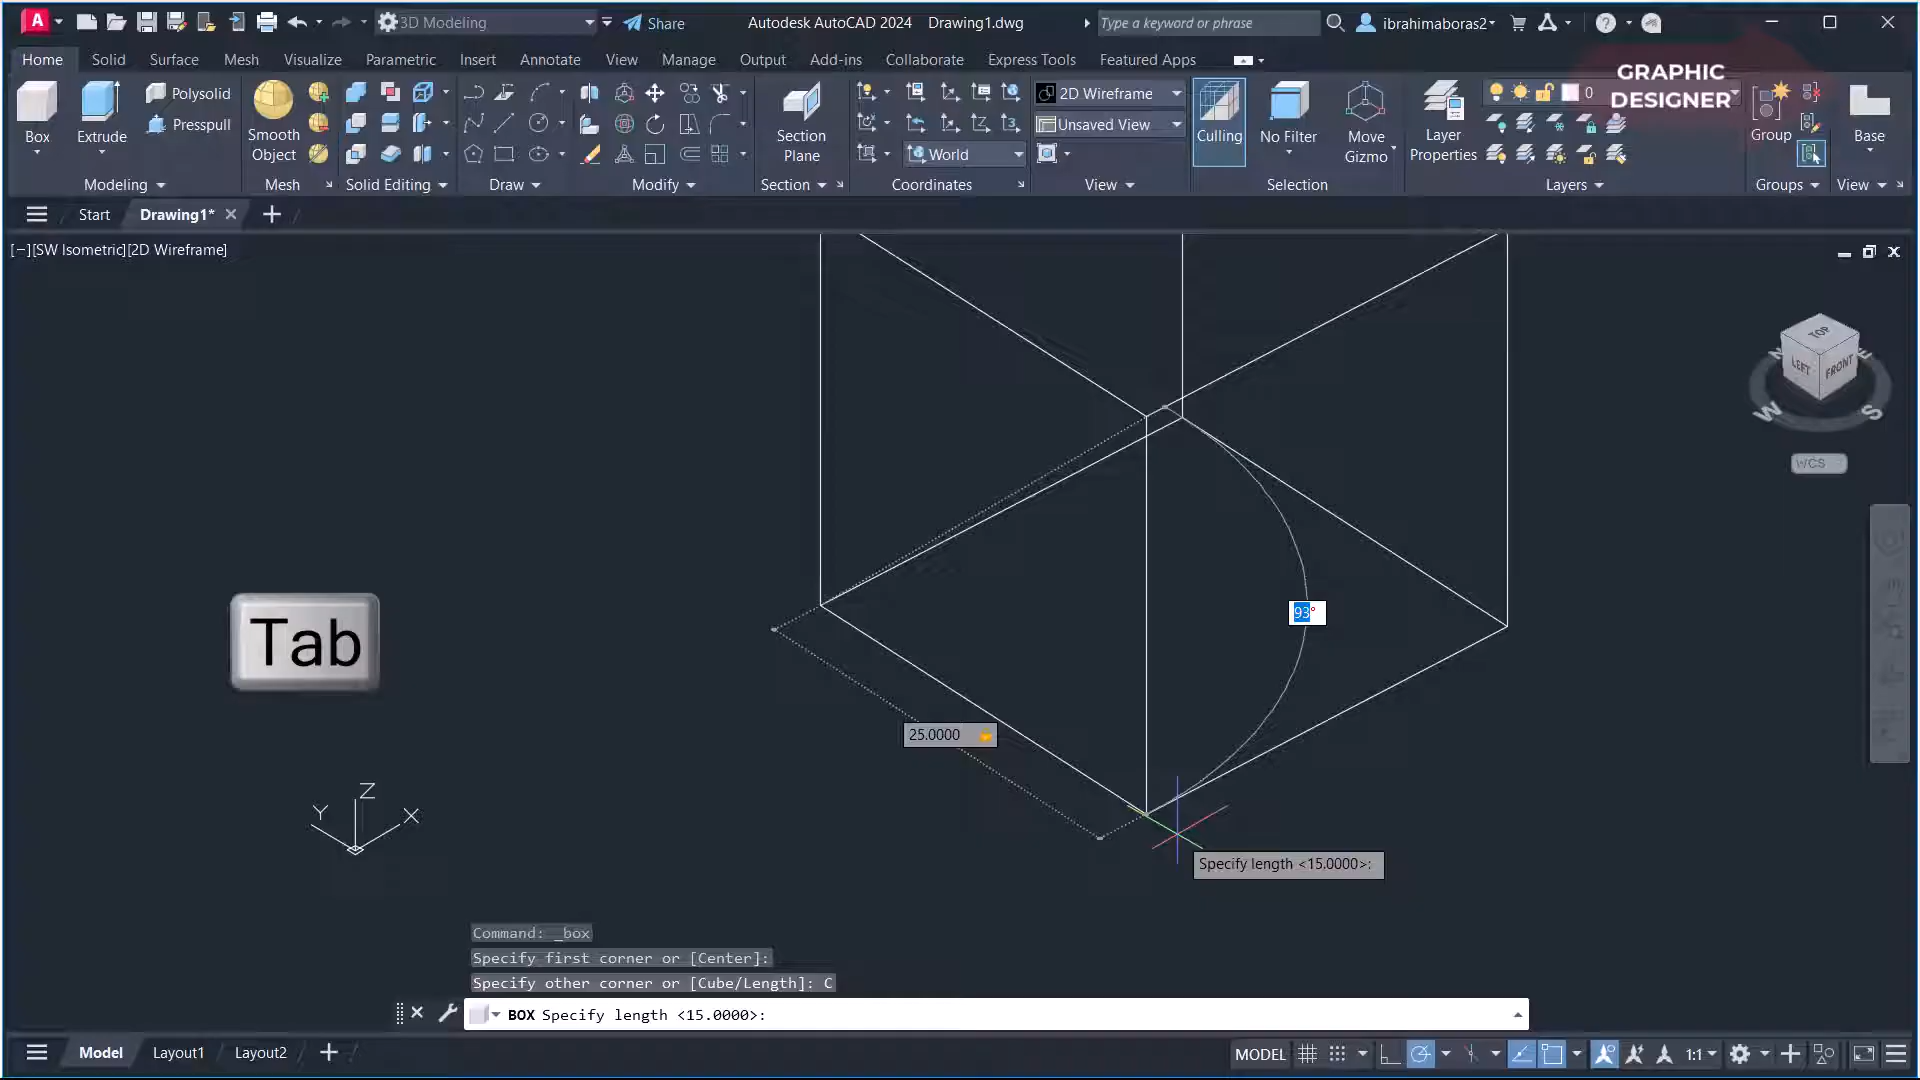 A
3D Modeling
Share
Autodesk AutoCAD 2024
Drawing1.dwg
Type a keyword or phrase
ibrahimaboras2
?
GRAPHIC
DESIGNER
Home
Solid
Surface
Mesh
Visualize
Parametric
Insert
Annotate
View
Manage
Output
Add-ins
Collaborate
Express Tools
Featured Apps
Box
Extrude
Polysolid
Presspull
Smooth
Object
Section
Plane
World
2D Wireframe
Unsaved View
Culling
No Filter
Move
Gizmo
Layer
Properties
0
Group
Base
Modeling
Mesh
Solid Editing
Draw
Modify
Section
Coordinates
View
Selection
Layers
Groups
View
Start
Drawing1*
[−][SW Isometric][2D Wireframe]
TOP
LEFT
FRONT
N
E
W
S
WCS
Tab
93°
25.0000
Z
Y
X
Specify length <15.0000>:
Command: _box
Specify first corner or [Center]:
Specify other corner or [Cube/Length]: C
BOX Specify length <15.0000>:
Model
Layout1
Layout2
MODEL
1:1